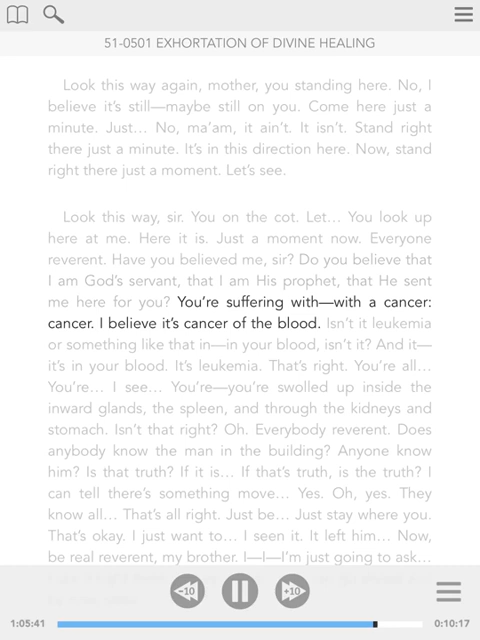 51-0501 EXHORTATION OF DIVINE HEALING
Look this way again, mother, you standing here. No, I
believe it's still—maybe still on you. Come here just a
minute. Just… No, ma'am, it ain't. It isn't. Stand right
there just a minute. It's in this direction here. Now, stand
right there just a moment. Let's see.
Look this way, sir. You on the cot. Let… You look up
here at me. Here it is. Just a moment now. Everyone
reverent. Have you believed me, sir? Do you believe that
I am God's servant, that I am His prophet, that He sent
me here for you? You're suffering with—with a cancer:
cancer. I believe it's cancer of the blood. Isn't it leukemia
or something like that in—in your blood, isn't it? And it—
it's in your blood. It's leukemia. That's right. You're all…
You're… I see… You're—you're swolled up inside the
inward glands, the spleen, and through the kidneys and
stomach. Isn't that right? Oh. Everybody reverent. Does
anybody know the man in the building? Anyone know
him? Is that truth? If it is… If that's truth, is the truth? I
can tell there's something move… Yes. Oh, yes. They
know all… That's all right. Just be… Just stay where you.
That's okay. I just want to… I seen it. It left him… Now,
be real reverent, my brother. I—I—I'm just going to ask…
-10
+10
1:05:41
0:10:17